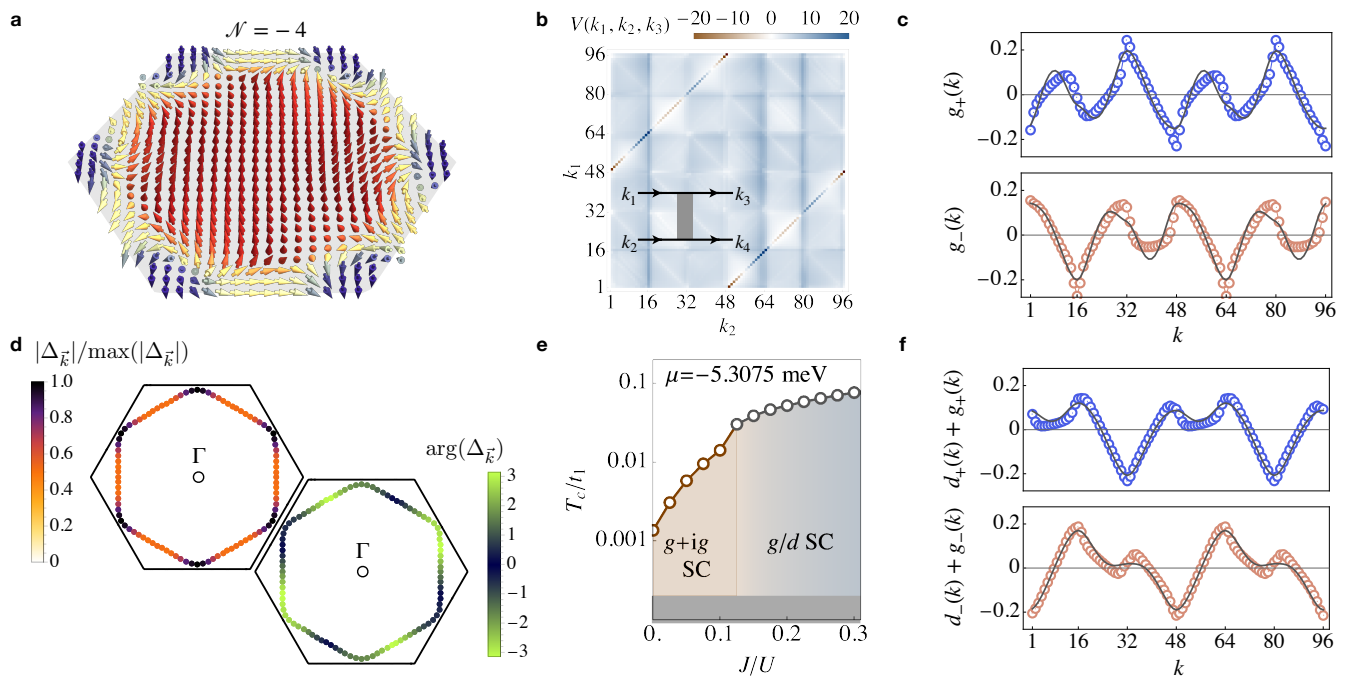 a
𝒩 = −4
b
V(k₁, k₂, k₃)
−20 −10 0 10 20
96
80
64
48
32
16
1
k₁
k₁ k₃
k₂ k₄
1 16 32 48 64 80 96
k₂
c
0.2
0
−0.2
g₊(k)
0.2
0
−0.2
g₋(k)
1 16 32 48 64 80 96
k
d
|Δ_k⃗|/max(|Δ_k⃗|)
1.0
0.8
0.6
0.4
0.2
0
Γ
arg(Δ_k⃗)
3
2
1
0
−1
−2
−3
Γ
e
μ=−5.3075 meV
0.1
0.01
0.001
T_c/t₁
g+ig
SC
g/d SC
0. 0.1 0.2 0.3
J/U
f
0.2
0
−0.2
d₊(k) + g₊(k)
0.2
0
−0.2
d₋(k) + g₋(k)
1 16 32 48 64 80 96
k